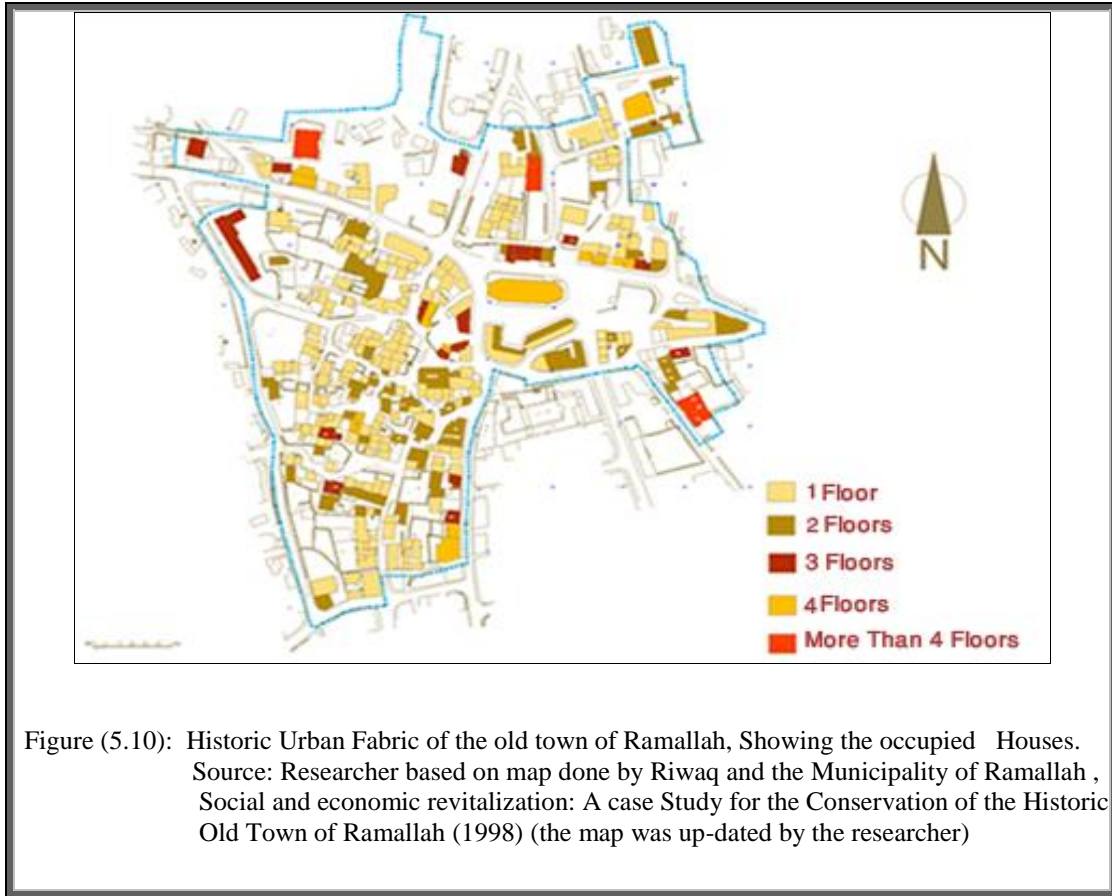 N
1 Floor
2 Floors
3 Floors
4 Floors
More Than 4 Floors
Figure (5.10): Historic Urban Fabric of the old town of Ramallah, Showing the occupied Houses.
Source: Researcher based on map done by Riwaq and the Municipality of Ramallah ,
Social and economic revitalization: A case Study for the Conservation of the Historic
Old Town of Ramallah (1998) (the map was up-dated by the researcher)